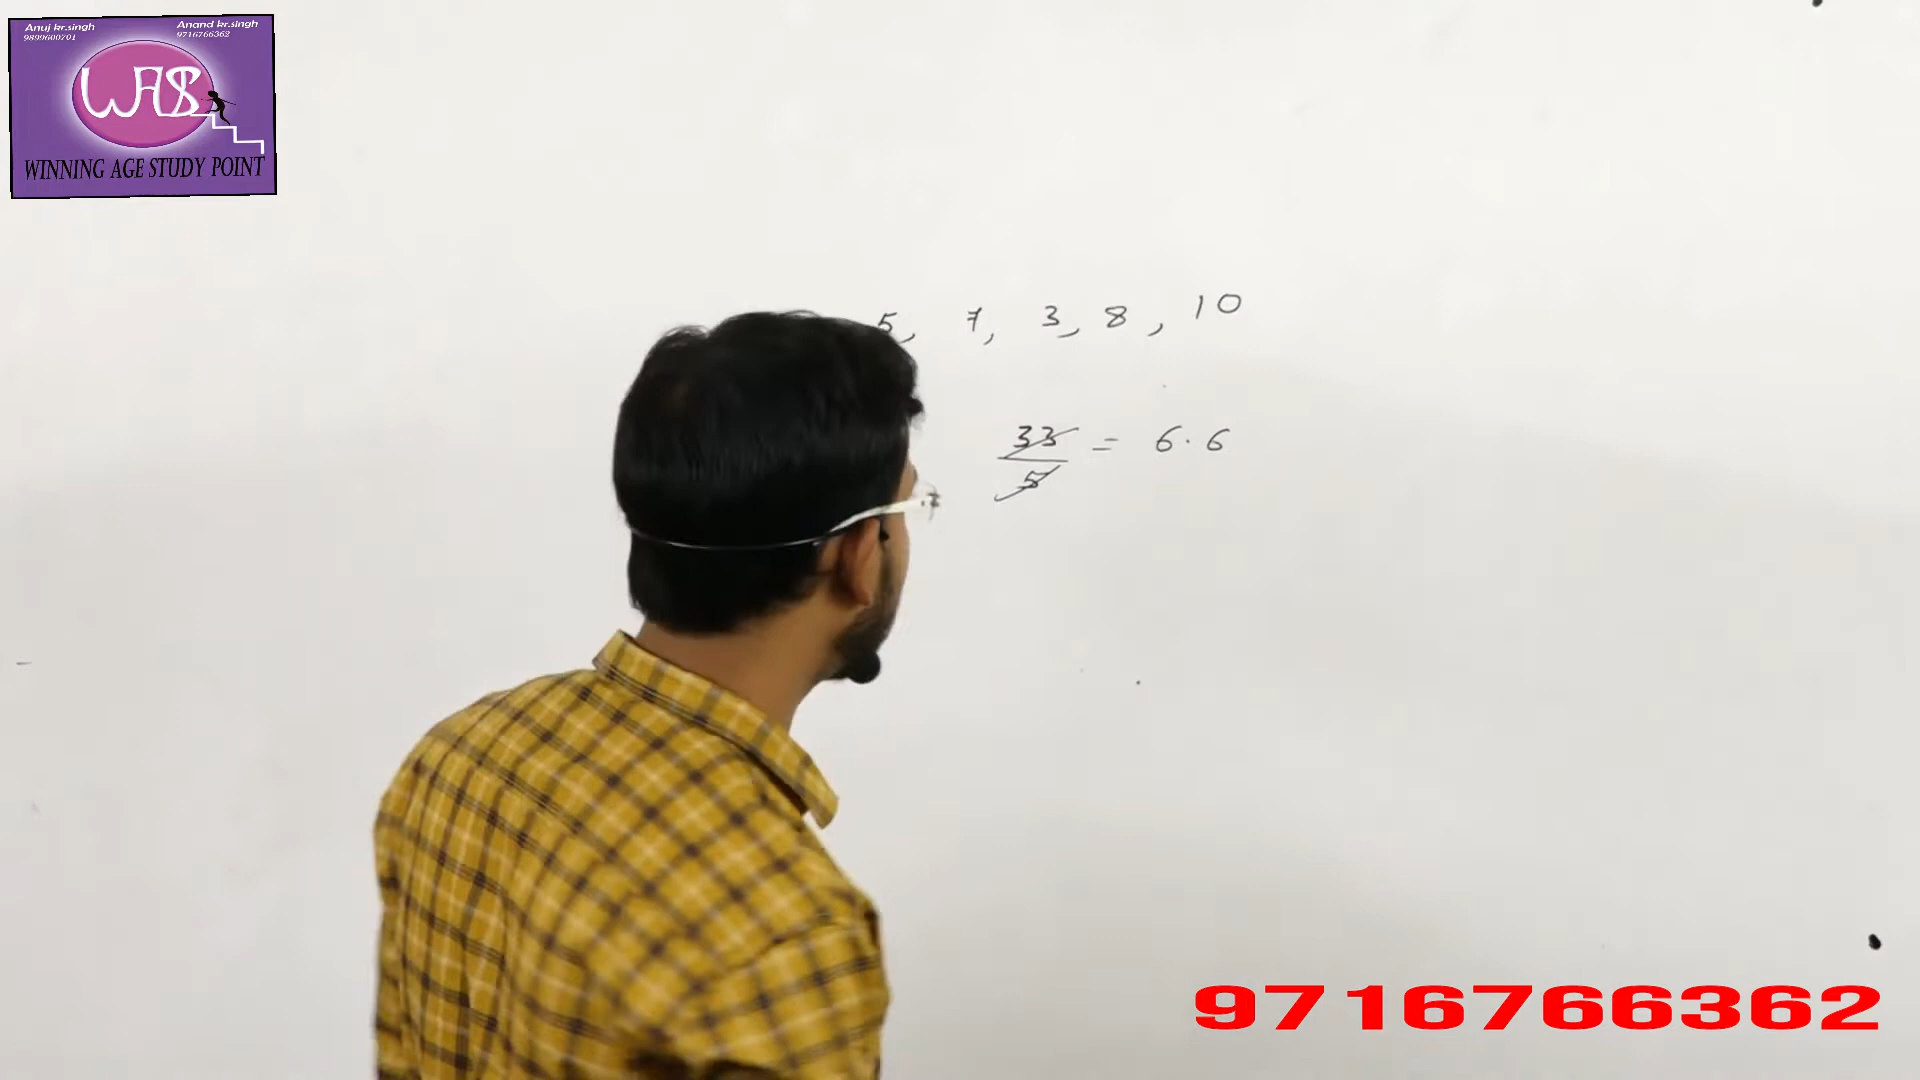 Anuj kr.singh
9899600701
Anand kr.singh
9716766362
WAS
WINNING AGE STUDY POINT
5, 7, 3, 8, 10
33/5 = 6.6
9716766362